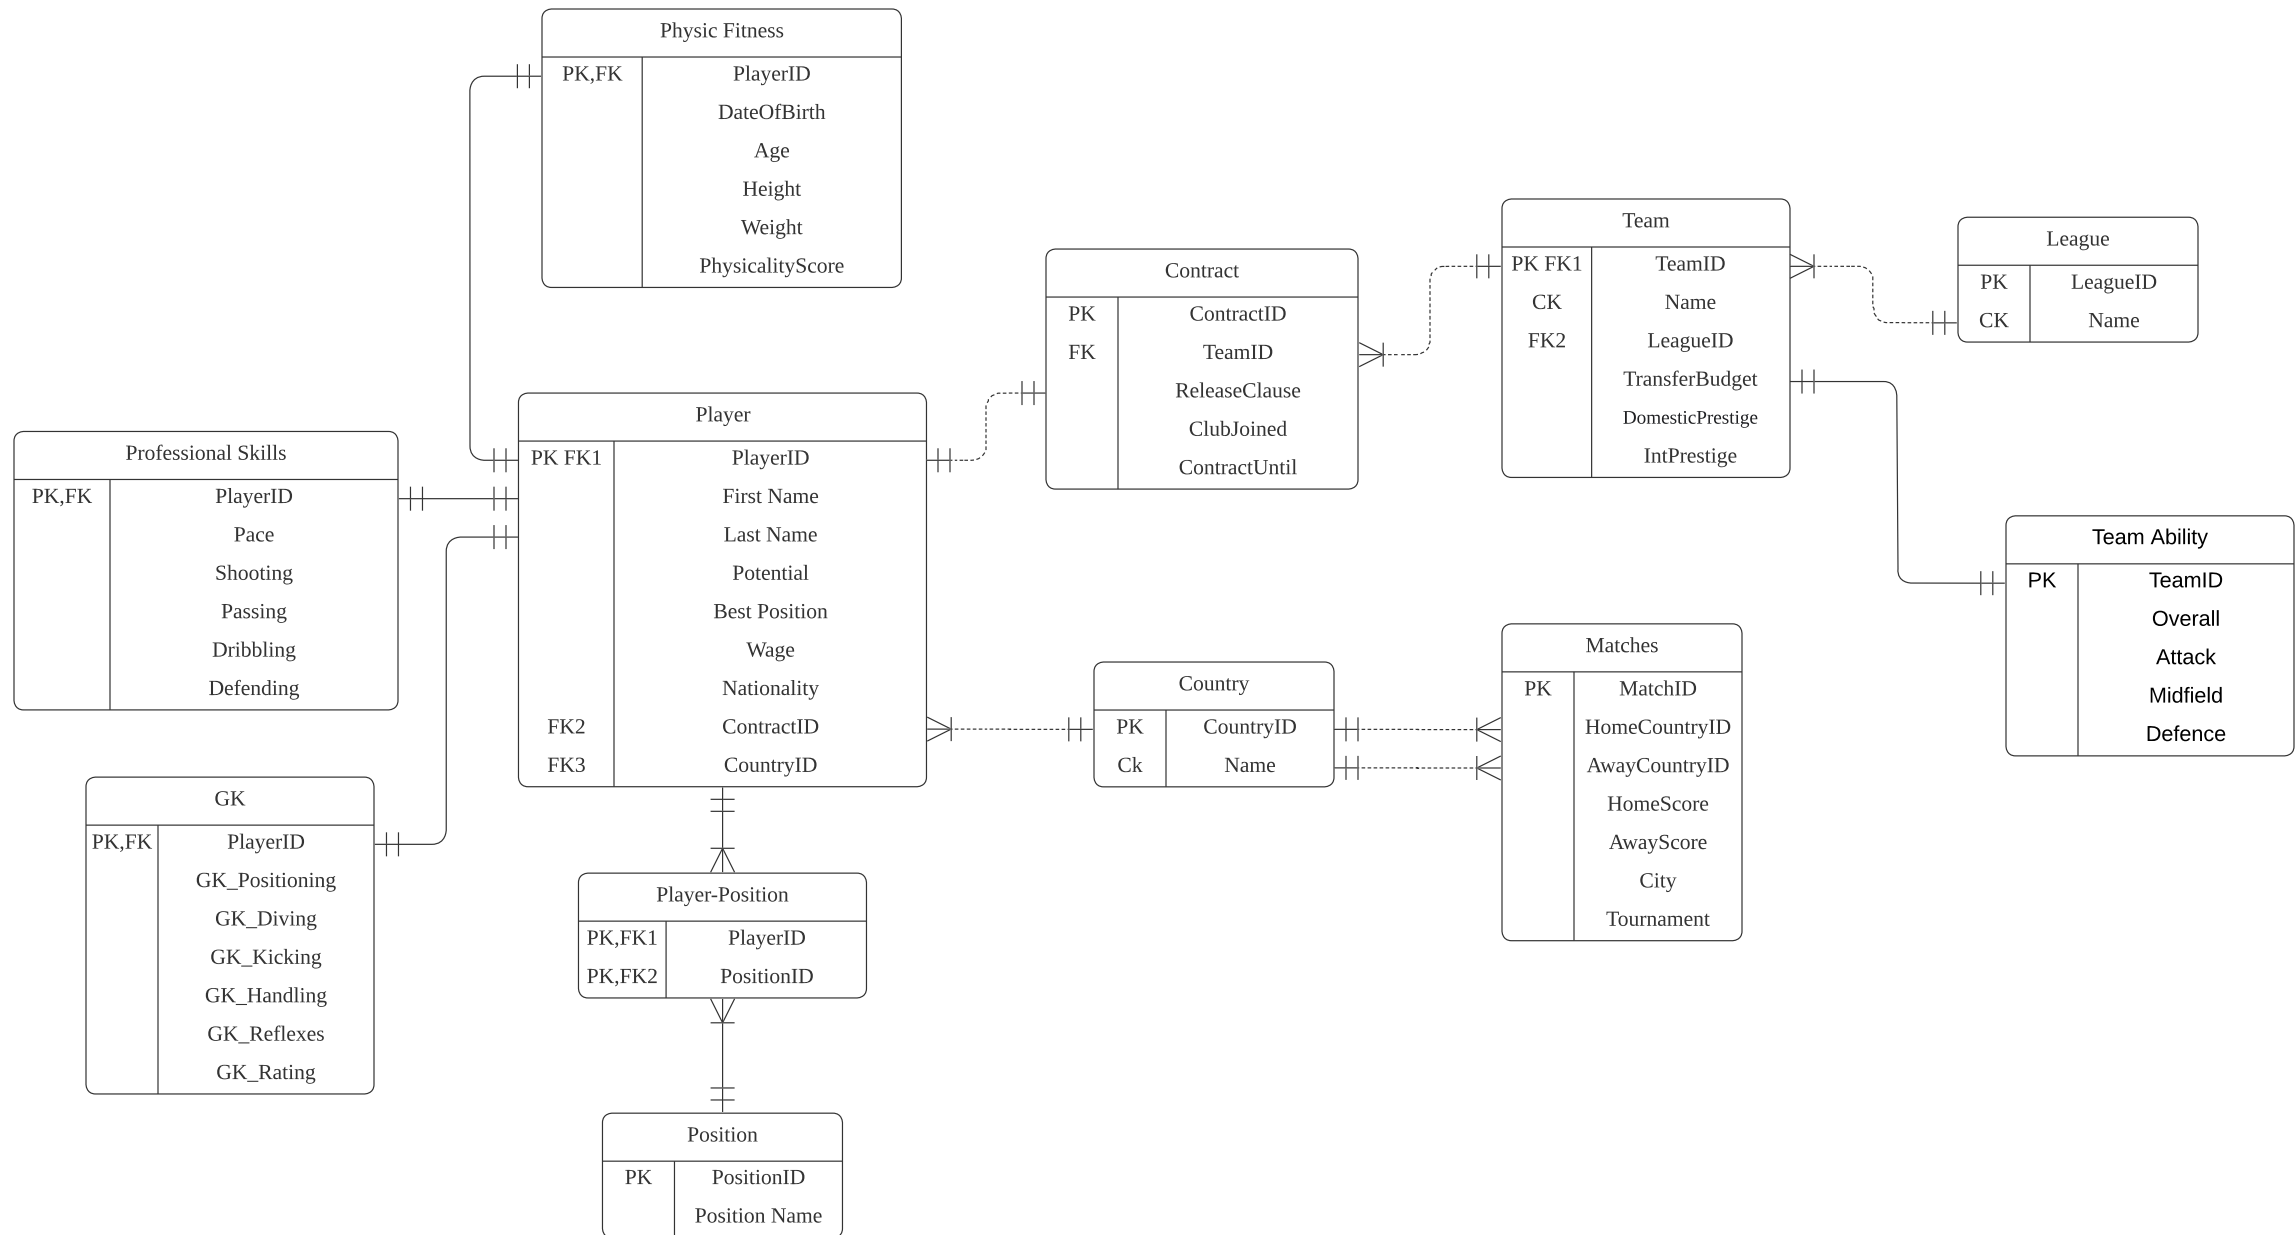 Physic Fitness
PK,FK PlayerID
DateOfBirth
Age
Height
Weight
PhysicalityScore
Professional Skills
PK,FK PlayerID
Pace
Shooting
Passing
Dribbling
Defending
GK
PK,FK PlayerID
GK_Positioning
GK_Diving
GK_Kicking
GK_Handling
GK_Reflexes
GK_Rating
Player
PK FK1 PlayerID
First Name
Last Name
Potential
Best Position
Wage
Nationality
FK2 ContractID
FK3 CountryID
Player-Position
PK,FK1 PlayerID
PK,FK2 PositionID
Position
PK PositionID
Position Name
Contract
PK ContractID
FK TeamID
ReleaseClause
ClubJoined
ContractUntil
Country
PK CountryID
Ck Name
Team
PK FK1 TeamID
CK Name
FK2 LeagueID
TransferBudget
DomesticPrestige
IntPrestige
Matches
PK MatchID
HomeCountryID
AwayCountryID
HomeScore
AwayScore
City
Tournament
League
PK LeagueID
CK Name
Team Ability
PK TeamID
Overall
Attack
Midfield
Defence